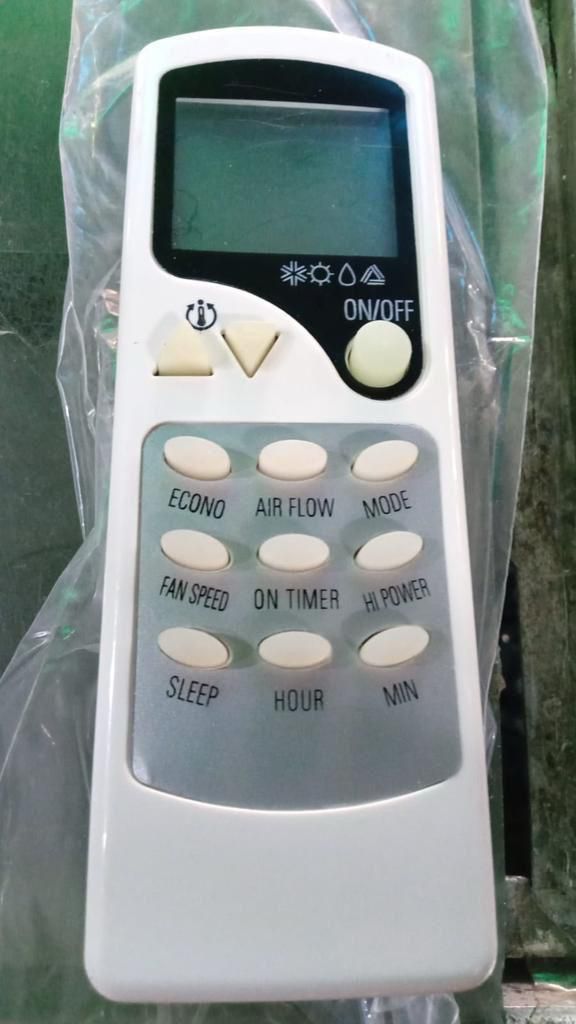 ON/OFF
ECONO AIR FLOW MODE
FAN SPEED ON TIMER HI POWER
SLEEP HOUR MIN